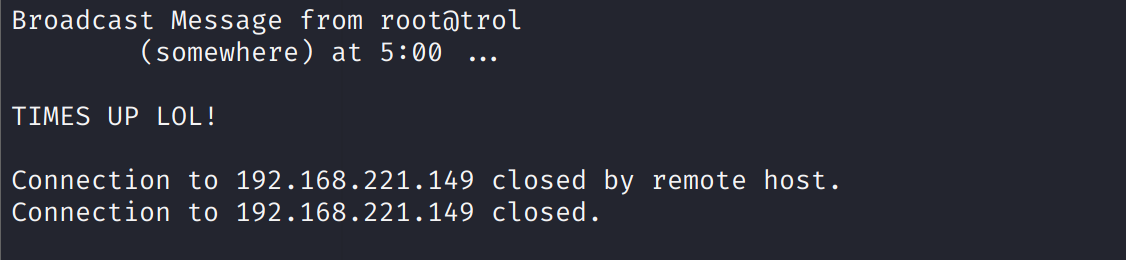 Broadcast Message from root@trol
        (somewhere) at 5:00 ...

TIMES UP LOL!

Connection to 192.168.221.149 closed by remote host.
Connection to 192.168.221.149 closed.